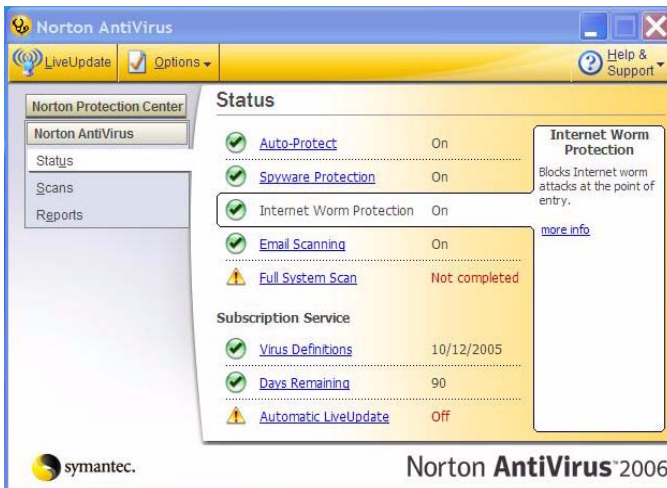 Norton AntiVirus
LiveUpdate Options Help & Support
Norton Protection Center
Norton AntiVirus
Status
Scans
Reports
Status
Auto-Protect On
Spyware Protection On
Internet Worm Protection On
Email Scanning On
Full System Scan Not completed
Subscription Service
Virus Definitions 10/12/2005
Days Remaining 90
Automatic LiveUpdate Off
Internet Worm
Protection
Blocks Internet worm
attacks at the point of
entry.
more info
symantec.
Norton AntiVirus 2006